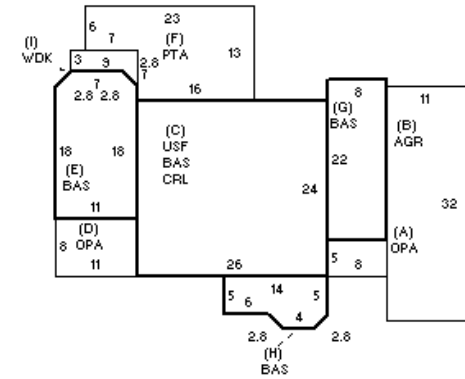 23
6
7
(F)
PTA
13
(I)
WDK
3
9
2.8
7
7
2.8 2.8
16
8
(G)
BAS
11
(B)
AGR
(C)
USF
BAS
CRL
18
18
(E)
BAS
22
24
32
11
(D)
OPA
8
11
(A)
OPA
5
8
26
14
5
6
5
4
2.8
2.8
(H)
BAS